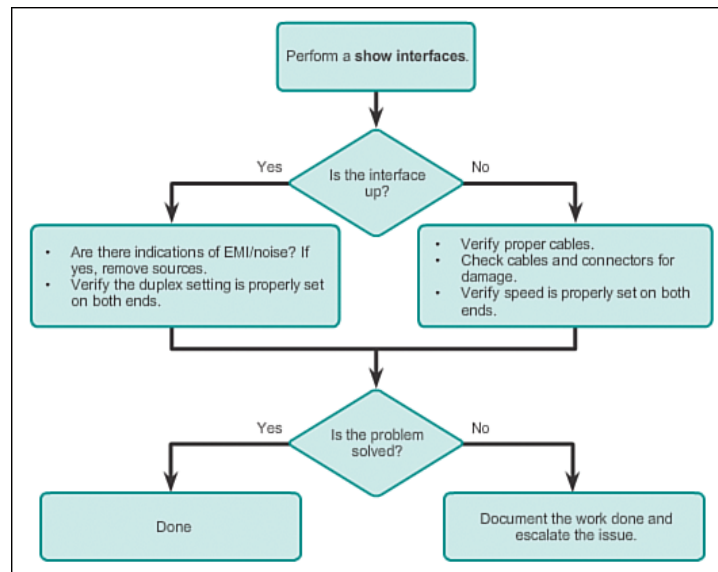 Perform a show interfaces.
Yes
No
Is the interface
up?
• Are there indications of EMI/noise? If
yes, remove sources.
• Verify the duplex setting is properly set
on both ends.
• Verify proper cables.
• Check cables and connectors for
damage.
• Verify speed is properly set on both
ends.
Yes
No
Is the problem
solved?
Done
Document the work done and
escalate the issue.